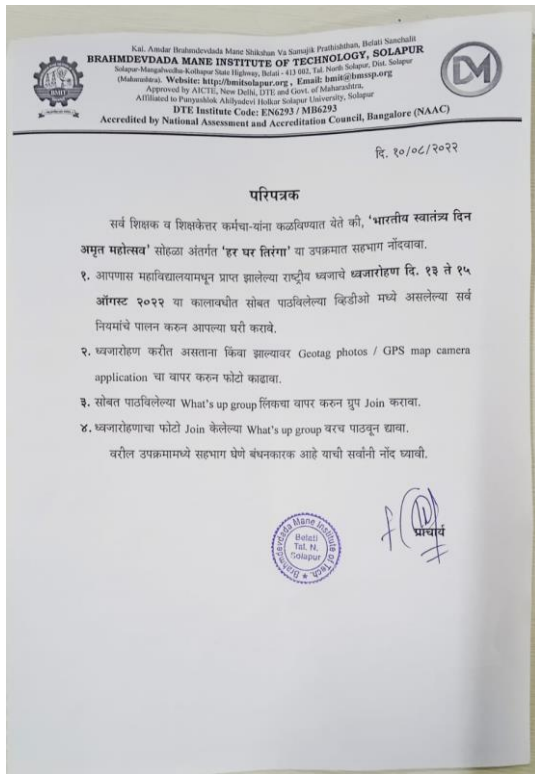 Kai. Amdar Brahmdevdada Mane Shikshan Va Samajik Prathishthan, Belati Sanchalit
BRAHMDEVDADA MANE INSTITUTE OF TECHNOLOGY, SOLAPUR
Solapur-Mangalwedha-Kolhapur State Highway, Belati - 413 002, Tal. North Solapur, Dist. Solapur
(Maharashtra). Website: http://bmitsolapur.org , Email: bmit@bmssp.org
Approved by AICTE, New Delhi, DTE and Govt. of Maharashtra,
Affiliated to Punyashlok Ahilyadevi Holkar Solapur University, Solapur
DTE Institute Code: EN6293 / MB6293
Accredited by National Assessment and Accreditation Council, Bangalore (NAAC)
BMIT
दि. १०/०८/२०२२
परिपत्रक
सर्व शिक्षक व शिक्षकेत्तर कर्मचा-यांना कळविण्यात येते की, 'भारतीय स्वातंत्र्य दिन
अमृत महोत्सव' सोहळा अंतर्गत 'हर घर तिरंगा' या उपक्रमात सहभाग नोंदवावा.
१. आपणास महाविद्यालयामधून प्राप्त झालेल्या राष्ट्रीय ध्वजाचे ध्वजारोहण दि. १३ ते १५
ऑगस्ट २०२२ या कालावधीत सोबत पाठविलेल्या व्हिडीओ मध्ये असलेल्या सर्व
नियमांचे पालन करुन आपल्या घरी करावे.
२. ध्वजारोहण करीत असताना किंवा झाल्यावर Geotag photos / GPS map camera
application चा वापर करुन फोटो काढावा.
३. सोबत पाठविलेल्या What's up group लिंकचा वापर करुन ग्रुप Join करावा.
४. ध्वजारोहणाचा फोटो Join केलेल्या What's up group वरच पाठवून द्यावा.
वरील उपक्रमामध्ये सहभाग घेणे बंधनकारक आहे याची सर्वांनी नोंद घ्यावी.
प्राचार्य
Brahmdevdada Mane Institute of Tech.
Belati
Tal. N.
Solapur